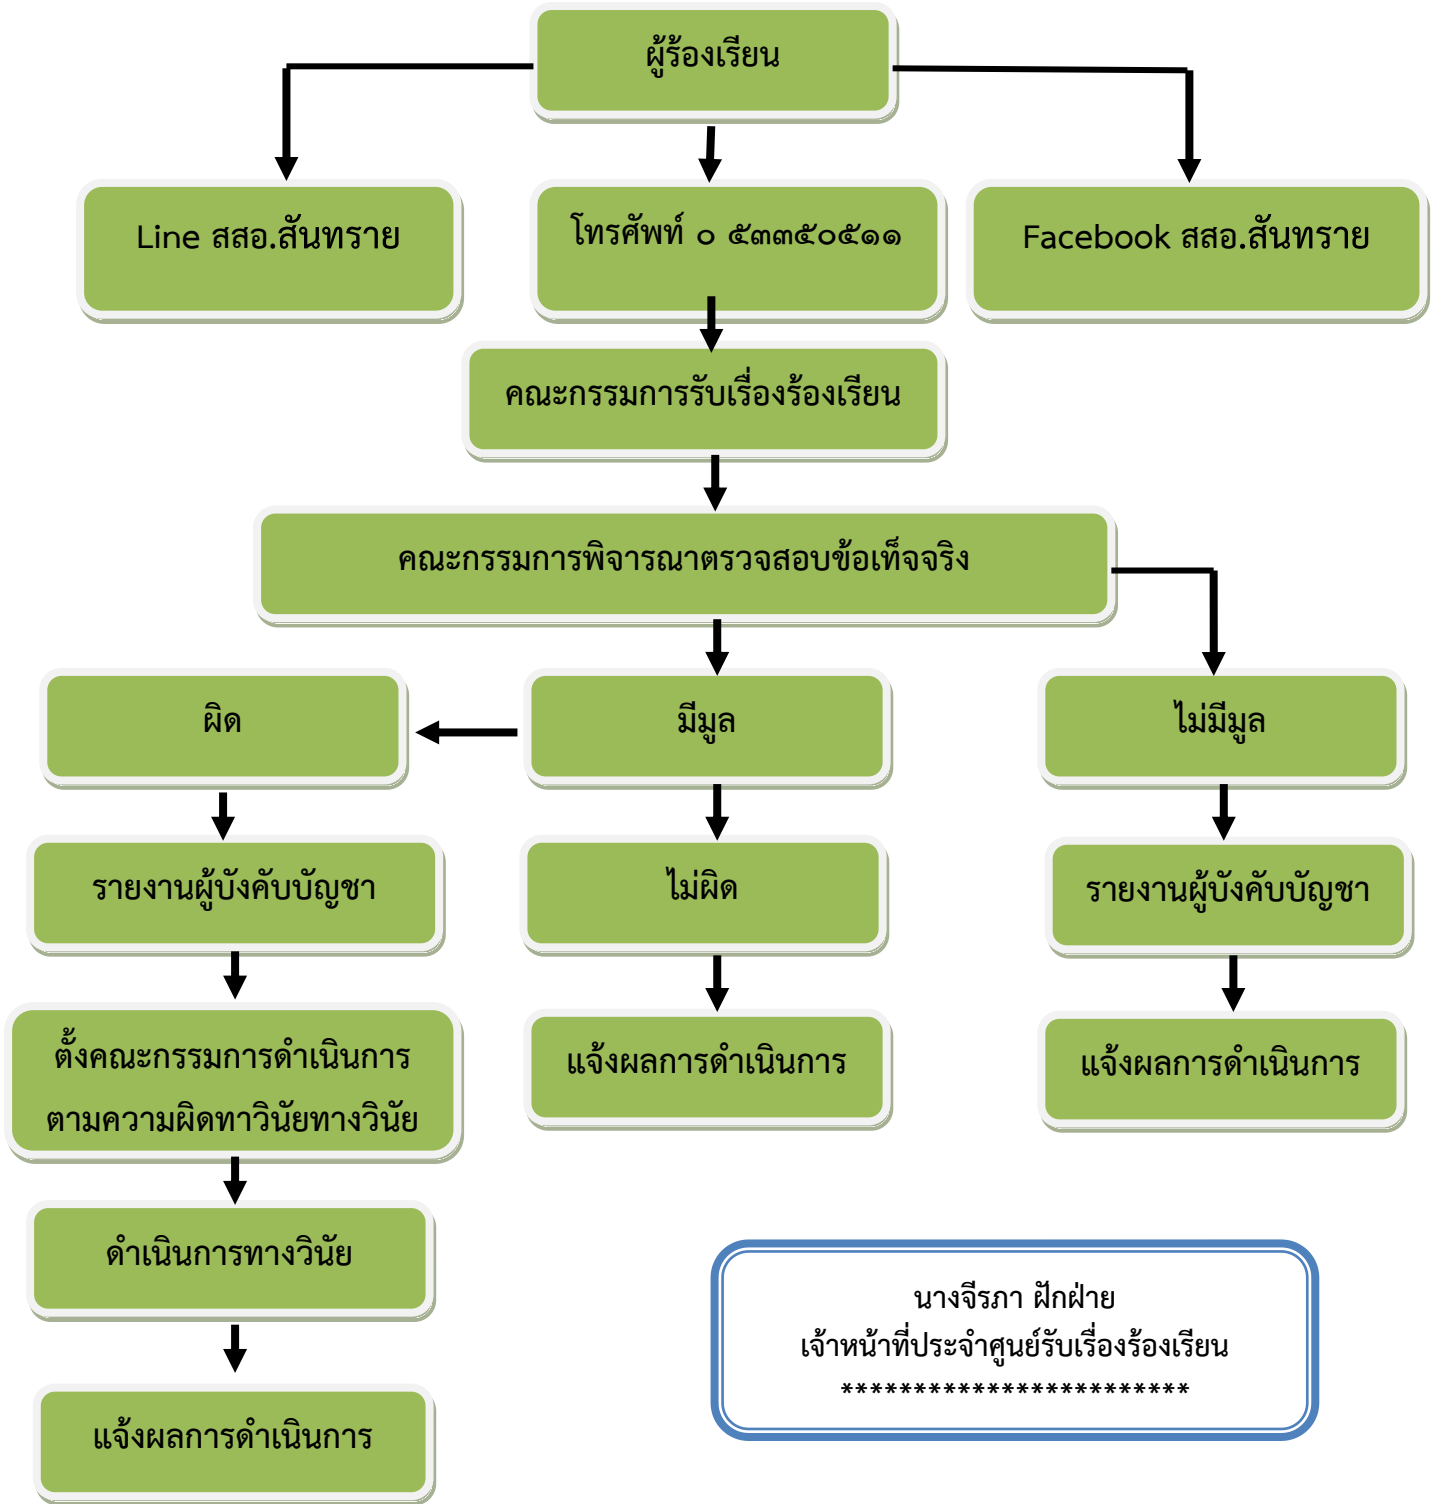 ผู้ร้องเรียน
Line สสอ.สันทราย
โทรศัพท์ ๐ ๕๓๓๕๐๕๑๑
Facebook สสอ.สันทราย
คณะกรรมการรับเรื่องร้องเรียน
คณะกรรมการพิจารณาตรวจสอบข้อเท็จจริง
ผิด
มีมูล
ไม่มีมูล
รายงานผู้บังคับบัญชา
ไม่ผิด
รายงานผู้บังคับบัญชา
ตั้งคณะกรรมการดำเนินการ
ตามความผิดทาวินัยทางวินัย
แจ้งผลการดำเนินการ
แจ้งผลการดำเนินการ
ดำเนินการทางวินัย
แจ้งผลการดำเนินการ
นางจีรภา ฝักฝ่าย
เจ้าหน้าที่ประจำศูนย์รับเรื่องร้องเรียน
************************